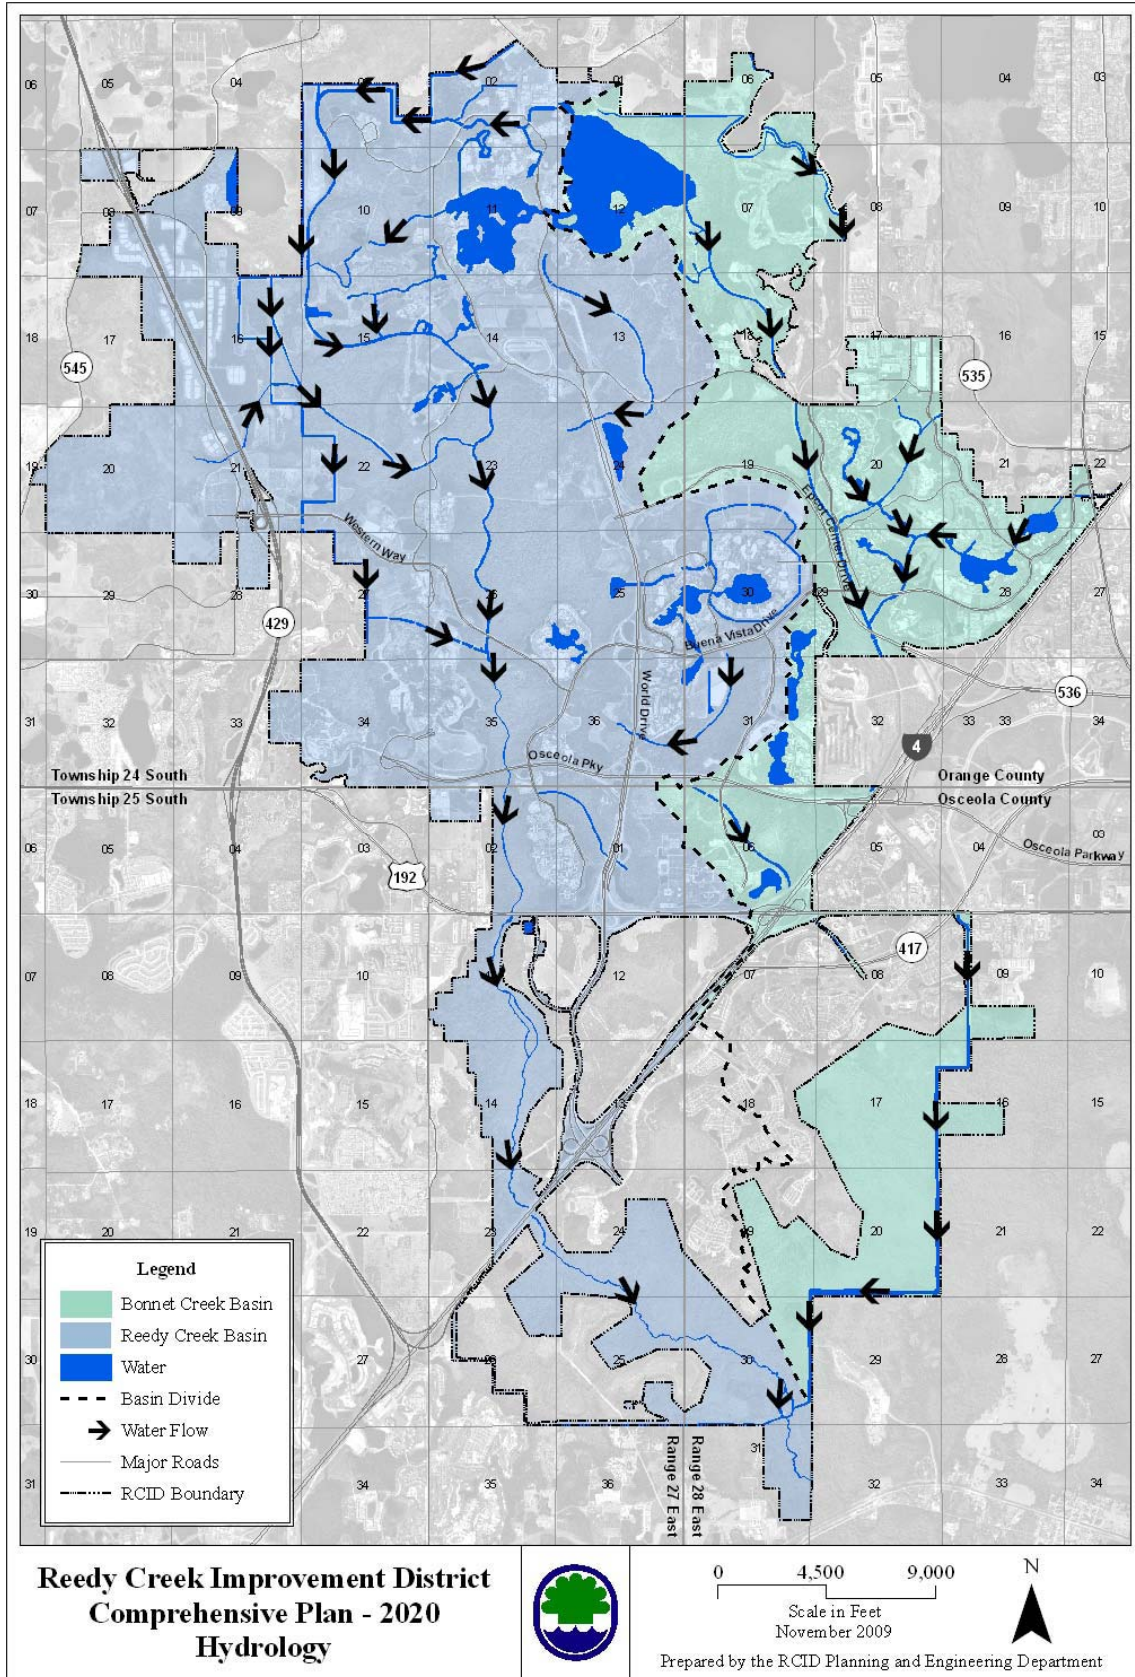 06 05 04 03 02 01 06 05 04 03
07 08 09 10 11 12 07 08 09 10
18 17 16 15 14 13 18 17 16 15
545
535
19 20 21 22 23 24 19 20 21 22
Epcot Center Drive
Western Way
30 29 28 25 30 29 27
429
Buena Vista Drive
World Drive
536
31 33 34 35 36 31 32 33 33 34
4
Osceola Pky
Township 24 South
Orange County
Township 25 South
Osceola County
06 05 04 02 01 06 05 04
Osceola Parkway
192
417
07 08 09 10 12 07 08 09 10
18 17 16 15 14 13 18 17 16 15
19 20 21 22 23 24 19 20 21 22
30 27 26 25 30 29 28 27
31 34 35 36 31 32 33 34
Range 27 East
Range 28 East
Legend
Bonnet Creek Basin
Reedy Creek Basin
Water
Basin Divide
Water Flow
Major Roads
RCID Boundary
Reedy Creek Improvement District
Comprehensive Plan - 2020
Hydrology
0 4,500 9,000
Scale in Feet
November 2009
N
Prepared by the RCID Planning and Engineering Department